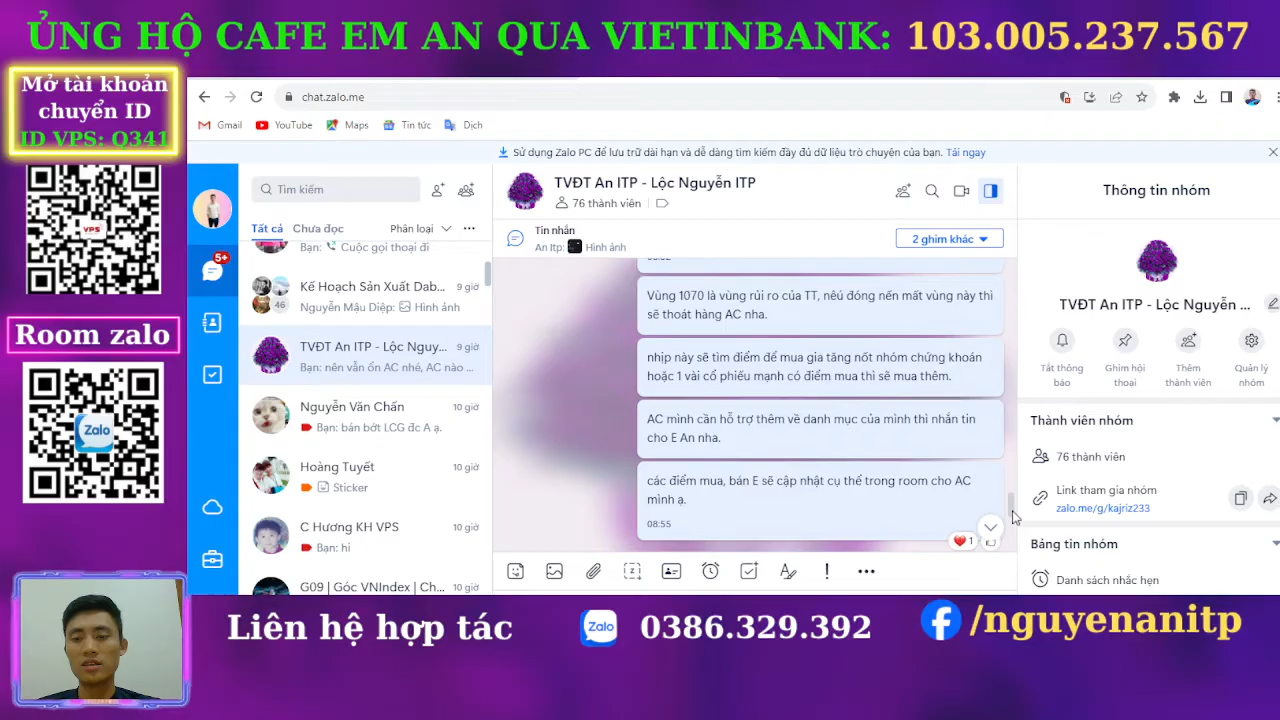 ỦNG HỘ CAFE EM AN QUA VIETINBANK: 103.005.237.567
Mở tài khoản
chuyển ID
ID VPS: Q341
VPS
Room zalo
Zalo
chat.zalo.me
Gmail
YouTube
Maps
Tin tức
Dịch
Sử dụng Zalo PC để lưu trữ dài hạn và dễ dàng tìm kiếm đầy đủ dữ liệu trò chuyện của bạn. Tải ngay
5+
Tìm kiếm
Tất cả
Chưa đọc
Phân loại
Bạn: Cuộc gọi thoại đi
Kế Hoạch Sản Xuất Dab...
9 giờ
46
Nguyễn Mậu Diệp: Hình ảnh
TVĐT An ITP - Lộc Nguy...
9 giờ
Bạn: nên vẫn ổn AC nhé, AC nào ...
Nguyễn Văn Chấn
10 giờ
Bạn: bán bớt LCG đc A ạ.
Hoàng Tuyết
10 giờ
Sticker
C Hương KH VPS
10 giờ
Bạn: hi
G09 | Góc VNIndex | Ch...
10 giờ
TVĐT An ITP - Lộc Nguyễn ITP
76 thành viên
Tin nhắn
An Itp: Hình ảnh
2 ghim khác
Vùng 1070 là vùng rủi ro của TT, nếu đóng nến mất vùng này thì
sẽ thoát hàng AC nha.
nhịp này sẽ tìm điểm để mua gia tăng nốt nhóm chứng khoán
hoặc 1 vài cổ phiếu mạnh có điểm mua thì sẽ mua thêm.
AC mình cần hỗ trợ thêm về danh mục của mình thì nhắn tin
cho E An nha.
các điểm mua, bán E sẽ cập nhật cụ thể trong room cho AC
mình ạ.
08:55
1
Thông tin nhóm
TVĐT An ITP - Lộc Nguyễn ...
Tắt thông
báo
Ghim hội
thoại
Thêm
thành viên
Quản lý
nhóm
Thành viên nhóm
76 thành viên
Link tham gia nhóm
zalo.me/g/kajriz233
Bảng tin nhóm
Danh sách nhắc hẹn
Liên hệ hợp tác
Zalo
0386.329.392
/nguyenanitp